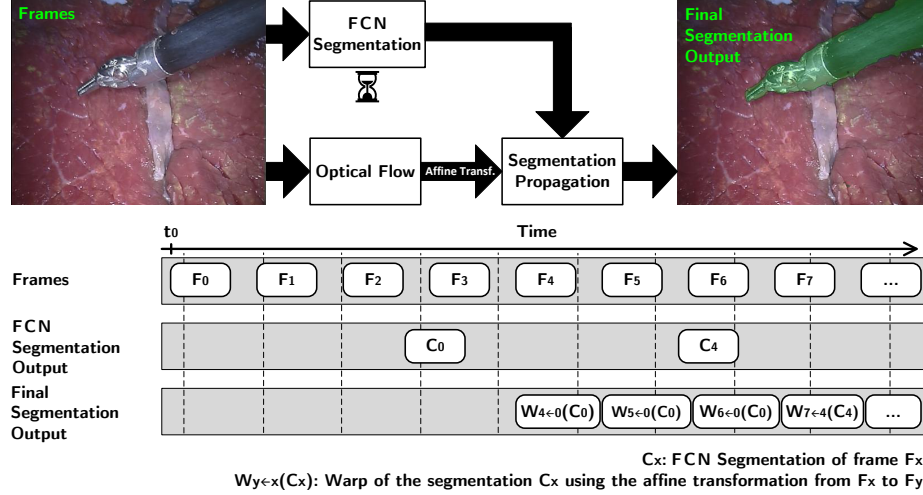 Frames
FCN
Segmentation
Final
Segmentation
Output
Optical Flow
Affine Transf.
Segmentation
Propagation
t0
Time
Frames
F0
F1
F2
F3
F4
F5
F6
F7
...
FCN
Segmentation
Output
C0
C4
Final
Segmentation
Output
W4←0(C0)
W5←0(C0)
W6←0(C0)
W7←4(C4)
...
Cx: FCN Segmentation of frame Fx
Wy←x(Cx): Warp of the segmentation Cx using the affine transformation from Fx to Fy